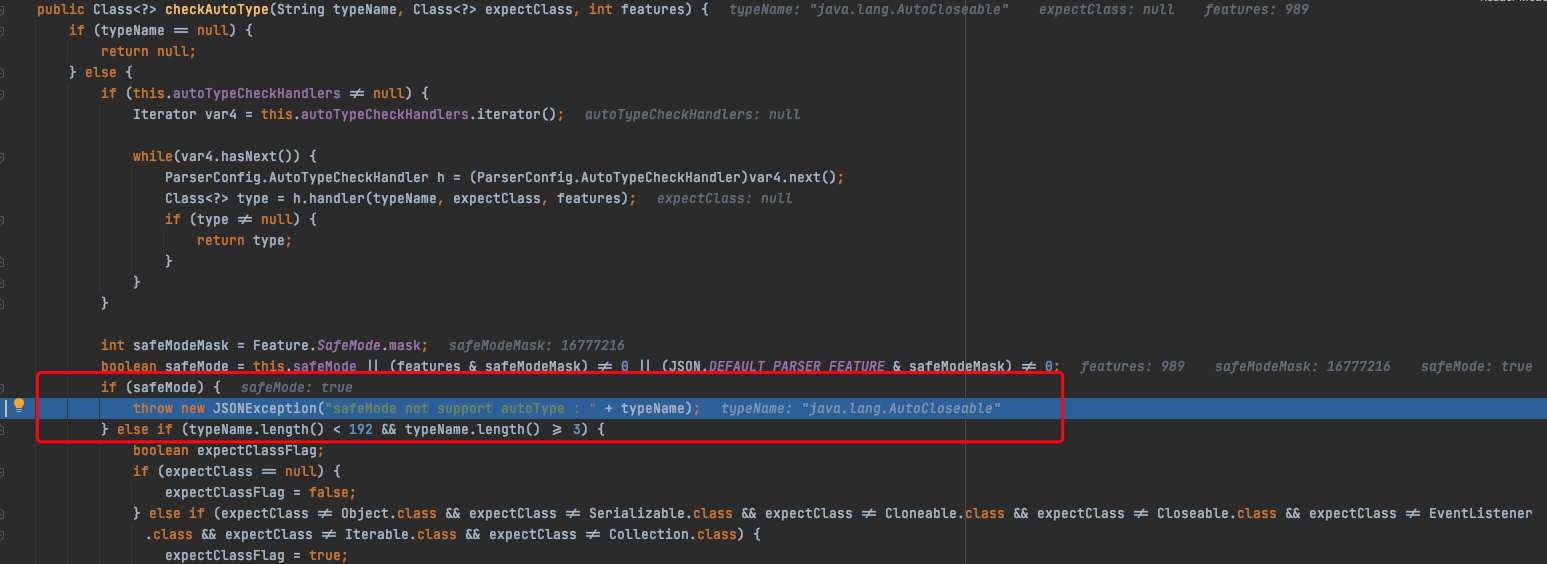 public Class<?> checkAutoType(String typeName, Class<?> expectClass, int features) { typeName: "java.lang.AutoCloseable" expectClass: null features: 989
if (typeName == null) {
return null;
} else {
if (this.autoTypeCheckHandlers ≠ null) {
Iterator var4 = this.autoTypeCheckHandlers.iterator(); autoTypeCheckHandlers: null
while(var4.hasNext()) {
ParserConfig.AutoTypeCheckHandler h = (ParserConfig.AutoTypeCheckHandler)var4.next();
Class<?> type = h.handler(typeName, expectClass, features); expectClass: null
if (type ≠ null) {
return type;
}
}
}
int safeModeMask = Feature.SafeMode.mask; safeModeMask: 16777216
boolean safeMode = this.safeMode || (features & safeModeMask) ≠ 0 || (JSON.DEFAULT_PARSER_FEATURE & safeModeMask) ≠ 0; features: 989 safeModeMask: 16777216 safeMode: true
if (safeMode) { safeMode: true
throw new JSONException("safeMode not support autoType : " + typeName); typeName: "java.lang.AutoCloseable"
} else if (typeName.length() < 192 && typeName.length() ⩾ 3) {
boolean expectClassFlag;
if (expectClass == null) {
expectClassFlag = false;
} else if (expectClass ≠ Object.class && expectClass ≠ Serializable.class && expectClass ≠ Cloneable.class && expectClass ≠ Closeable.class && expectClass ≠ EventListener
.class && expectClass ≠ Iterable.class && expectClass ≠ Collection.class) {
expectClassFlag = true;